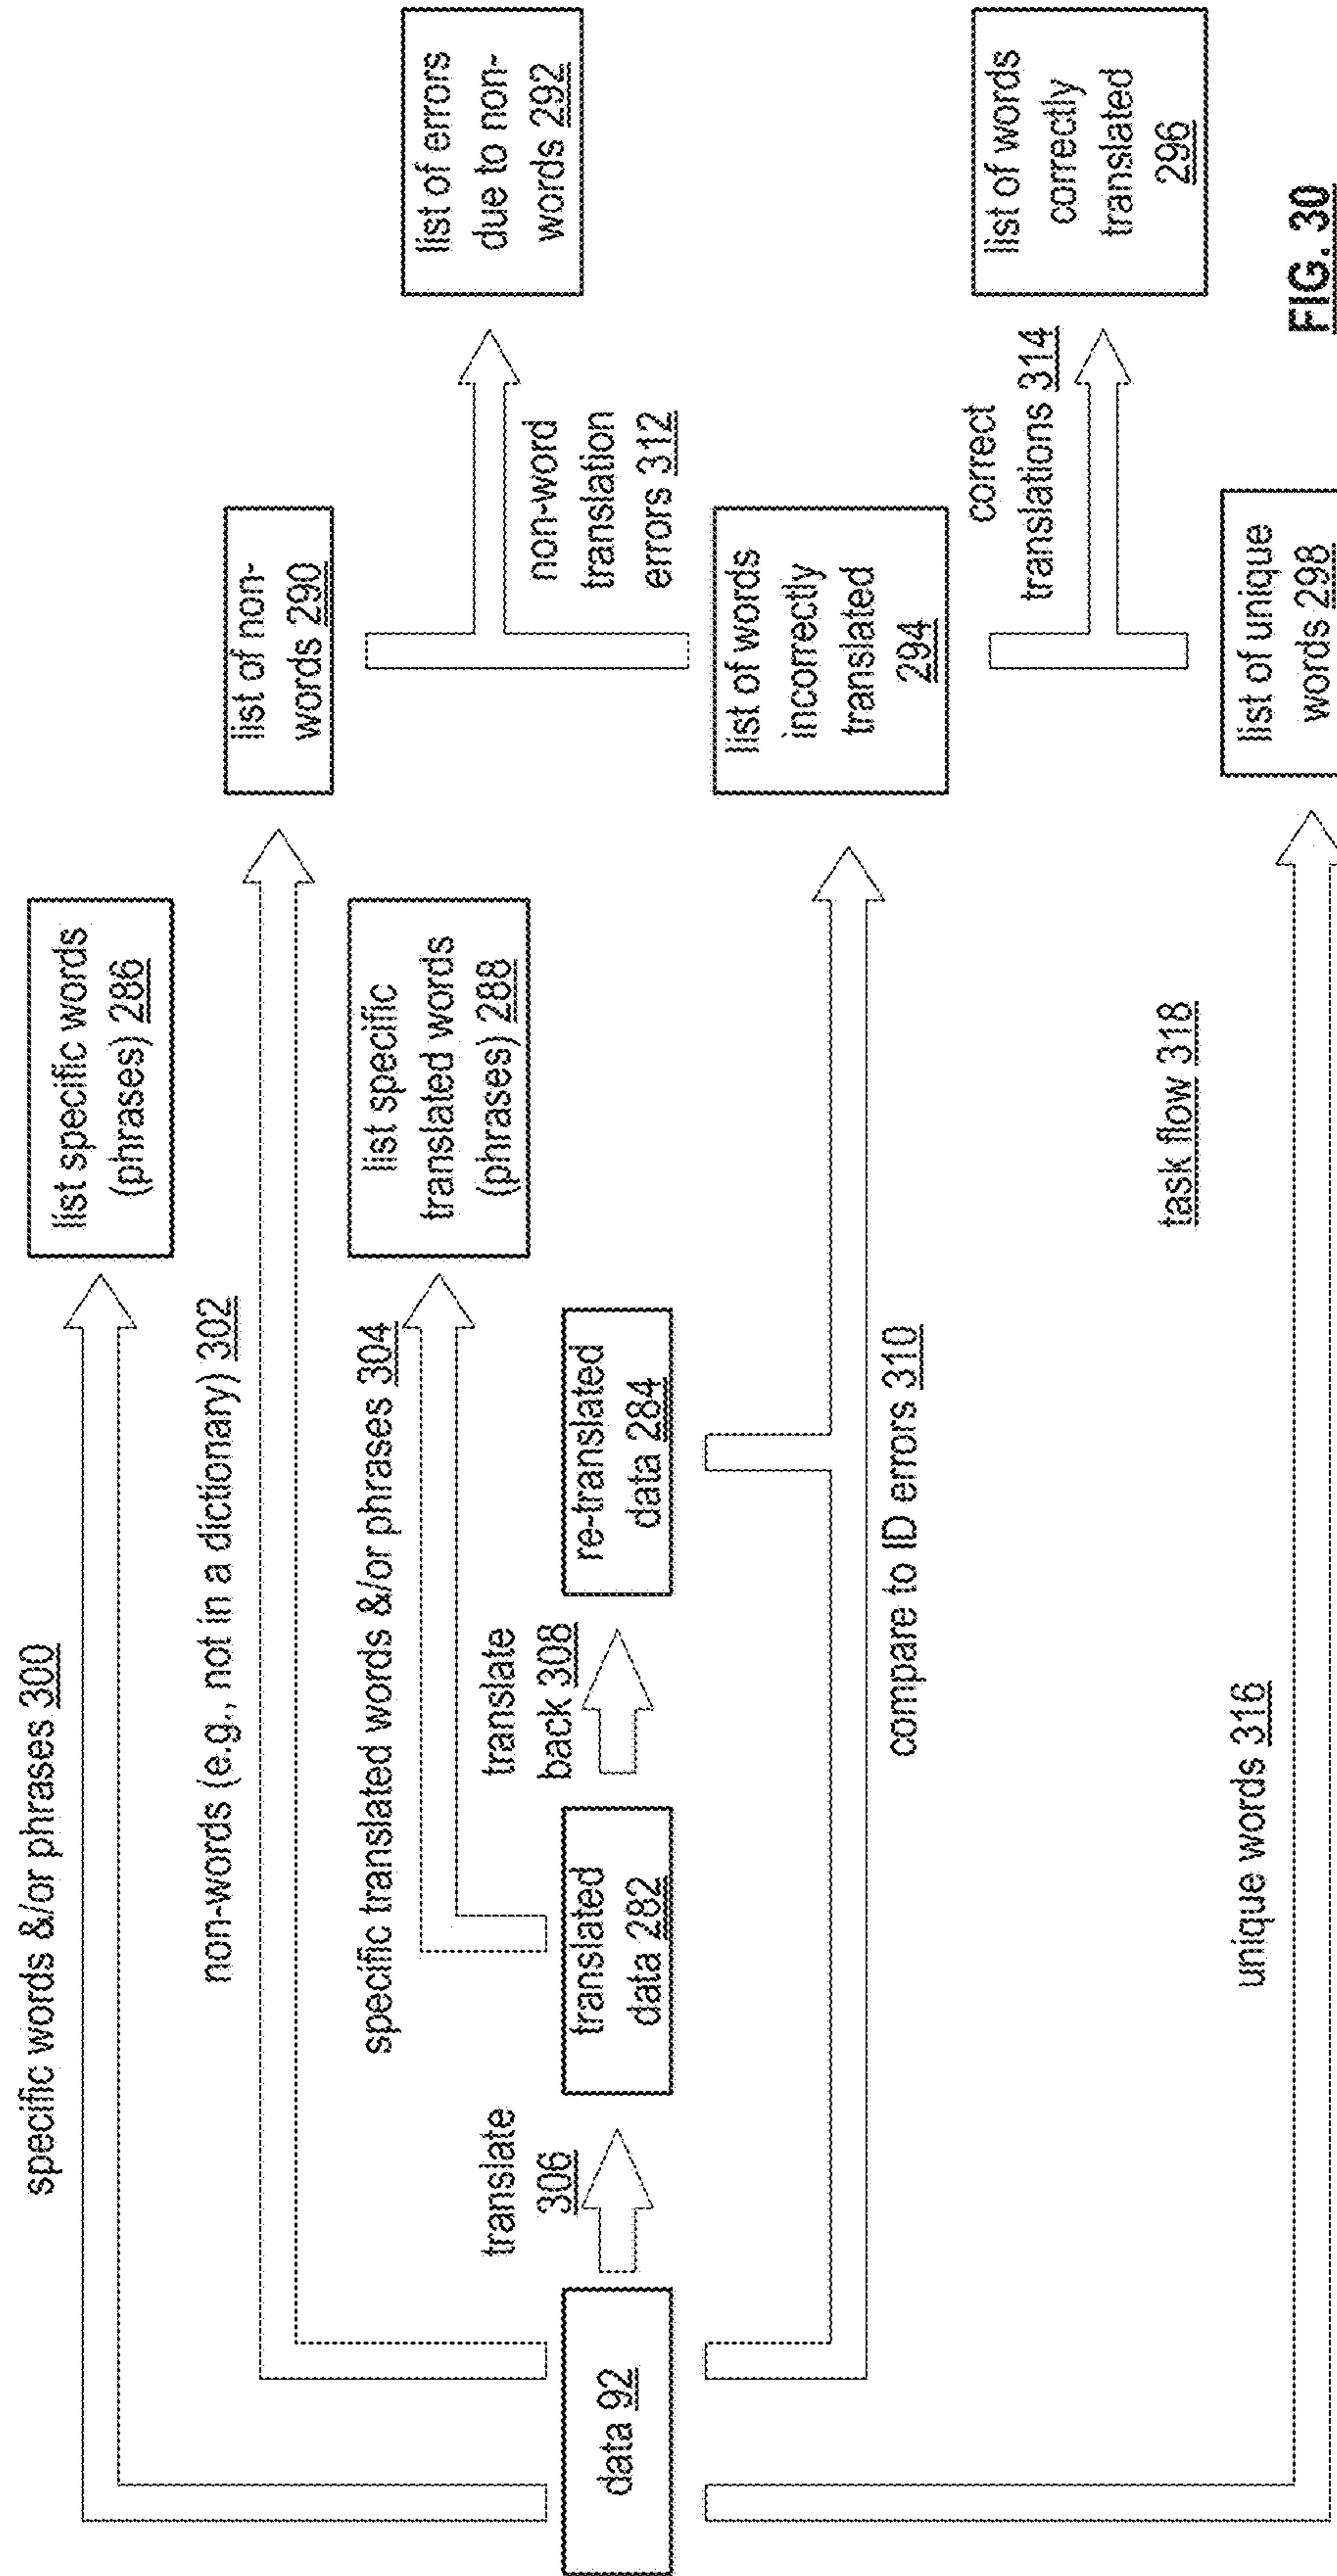 specific words &/or phrases 300
list specific words
(phrases) 286
non-words (e.g., not in a dictionary) 302
list of non-
words 290
specific translated words &/or phrases 304
list specific
translated words
(phrases) 288
list of errors
due to non-
words 292
data 92
translate
306
translated
data 282
translate
back 308
re-translated
data 284
non-word
translation
errors 312
compare to ID errors 310
list of words
incorrectly
translated
294
correct
translations 314
list of words
correctly
translated
296
unique words 316
task flow 318
list of unique
words 298
FIG. 30